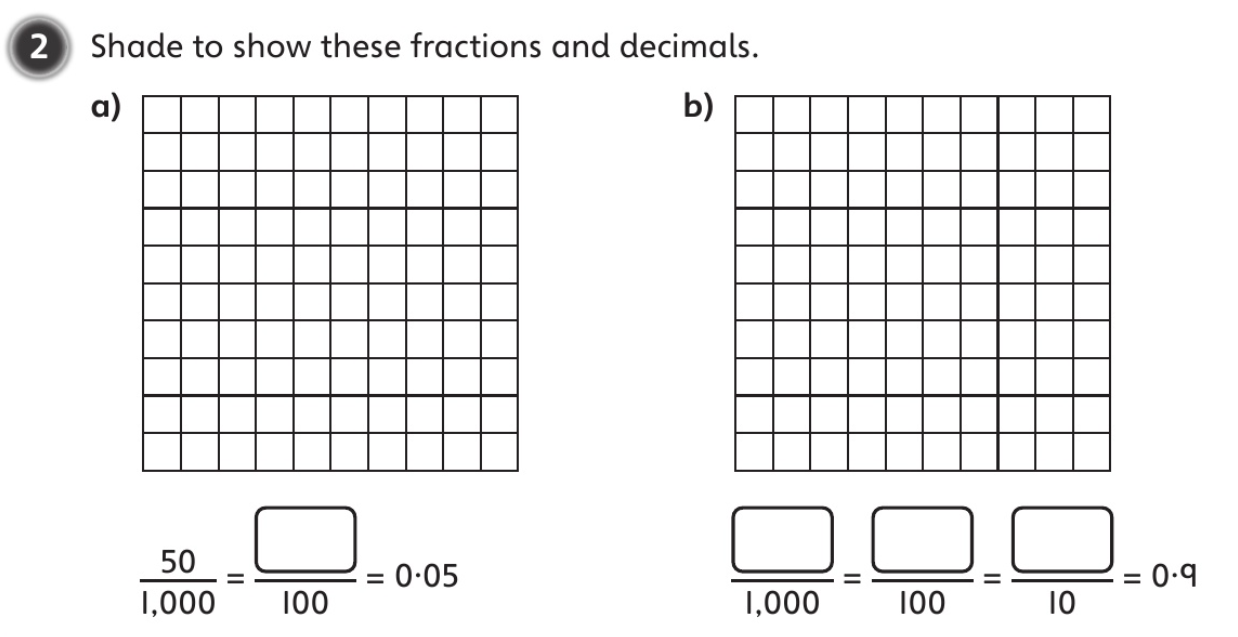 2 Shade to show these fractions and decimals.
a) b)
50/1,000 = /100 = 0·05
/1,000 = /100 = /10 = 0·9